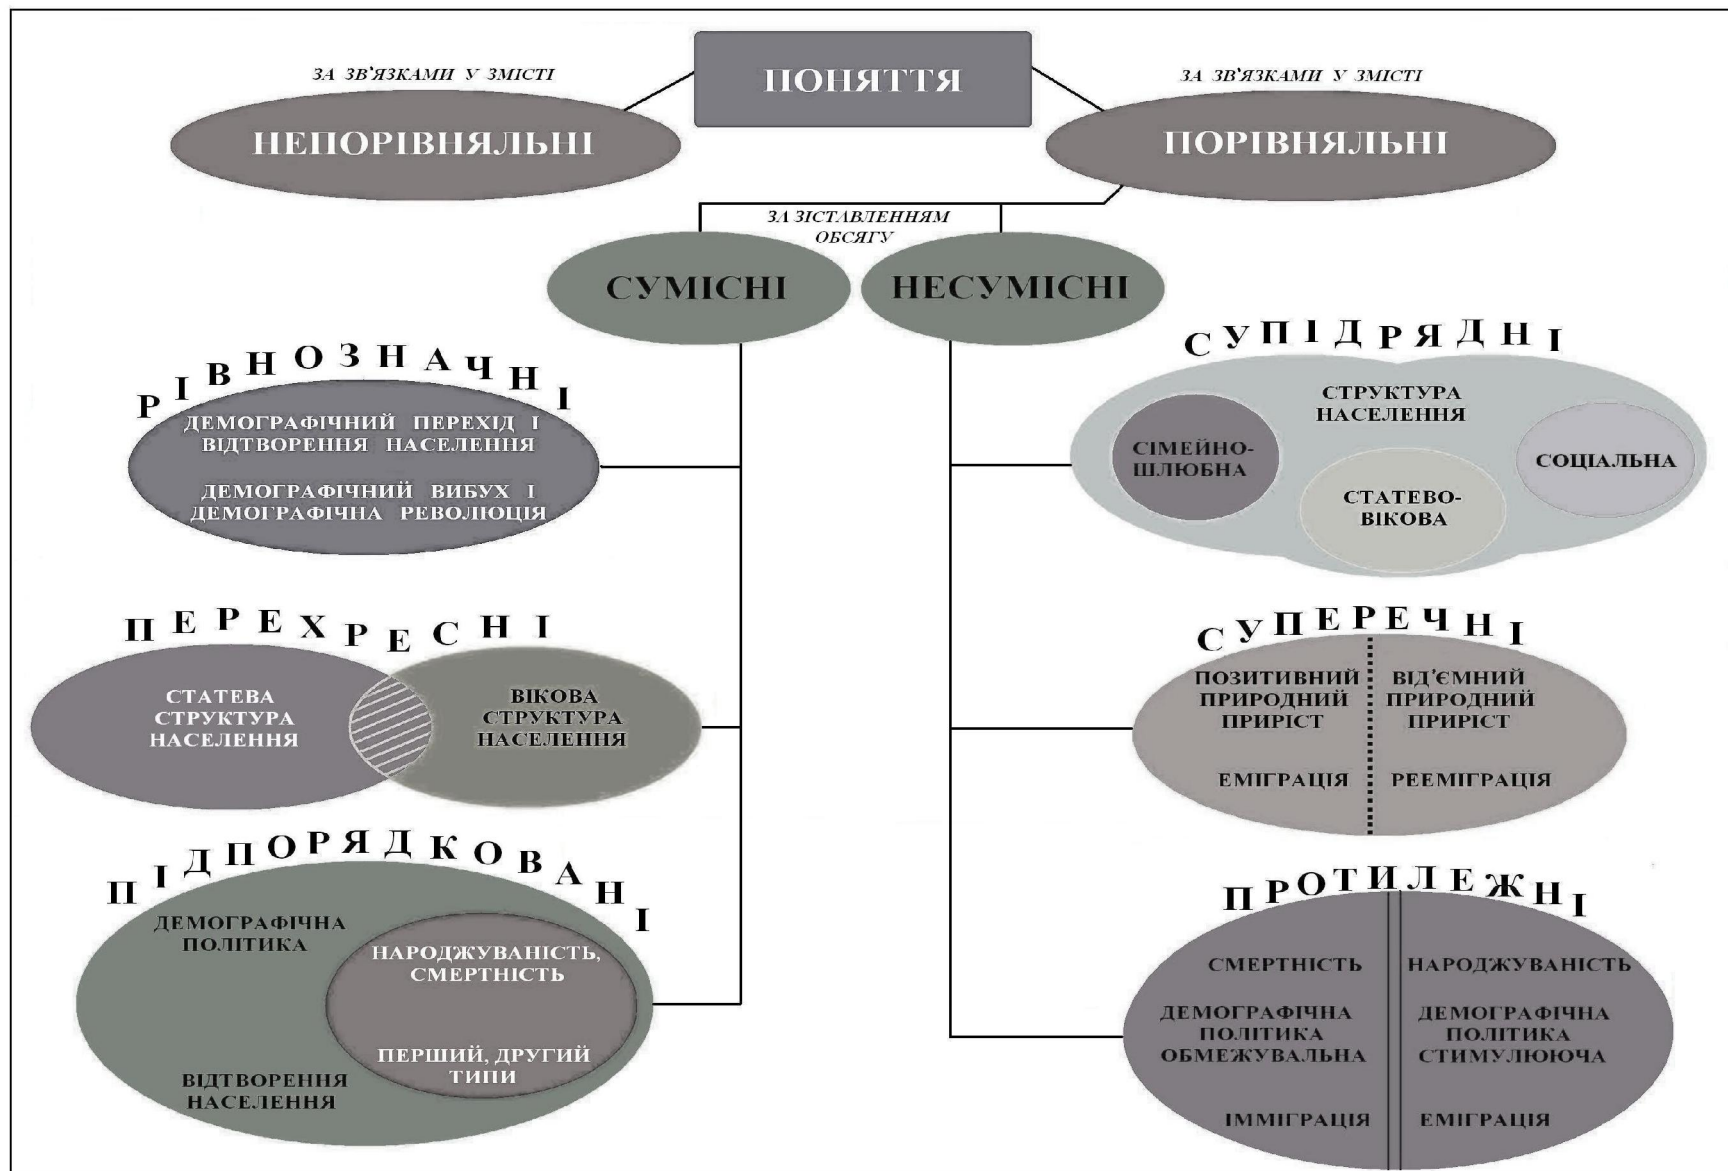 ПОНЯТТЯ
ЗА ЗВ'ЯЗКАМИ У ЗМІСТІ
ЗА ЗВ'ЯЗКАМИ У ЗМІСТІ
НЕПОРІВНЯЛЬНІ
ПОРІВНЯЛЬНІ
ЗА ЗІСТАВЛЕННЯМ
ОБСЯГУ
СУМІСНІ
НЕСУМІСНІ
РІВНОЗНАЧНІ
ДЕМОГРАФІЧНИЙ ПЕРЕХІД І
ВІДТВОРЕННЯ НАСЕЛЕННЯ
ДЕМОГРАФІЧНИЙ ВИБУХ І
ДЕМОГРАФІЧНА РЕВОЛЮЦІЯ
СУПІДРЯДНІ
СТРУКТУРА
НАСЕЛЕННЯ
СІМЕЙНО-
ШЛЮБНА
СТАТЕВО-
ВІКОВА
СОЦІАЛЬНА
ПЕРЕХРЕСНІ
СТАТЕВА
СТРУКТУРА
НАСЕЛЕННЯ
ВІКОВА
СТРУКТУРА
НАСЕЛЕННЯ
СУПЕРЕЧНІ
ПОЗИТИВНИЙ
ПРИРОДНИЙ
ПРИРІСТ
ВІД'ЄМНИЙ
ПРИРОДНИЙ
ПРИРІСТ
ЕМІГРАЦІЯ
РЕЕМІГРАЦІЯ
ПІДПОРЯДКОВАНІ
ДЕМОГРАФІЧНА
ПОЛІТИКА
НАРОДЖУВАНІСТЬ,
СМЕРТНІСТЬ
ПЕРШИЙ, ДРУГИЙ
ТИПИ
ВІДТВОРЕННЯ
НАСЕЛЕННЯ
ПРОТИЛЕЖНІ
СМЕРТНІСТЬ
НАРОДЖУВАНІСТЬ
ДЕМОГРАФІЧНА
ПОЛІТИКА
ОБМЕЖУВАЛЬНА
ДЕМОГРАФІЧНА
ПОЛІТИКА
СТИМУЛЮЮЧА
ІММІГРАЦІЯ
ЕМІГРАЦІЯ